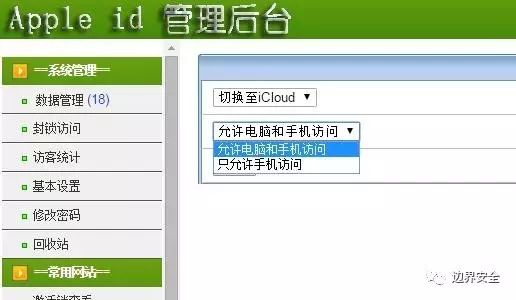 Apple id 管理后台
==系统管理==
数据管理 (18)
封锁访问
访客统计
基本设置
修改密码
回收站
==常用网站==
切换至iCloud
允许电脑和手机访问
允许电脑和手机访问
只允许手机访问
边界安全